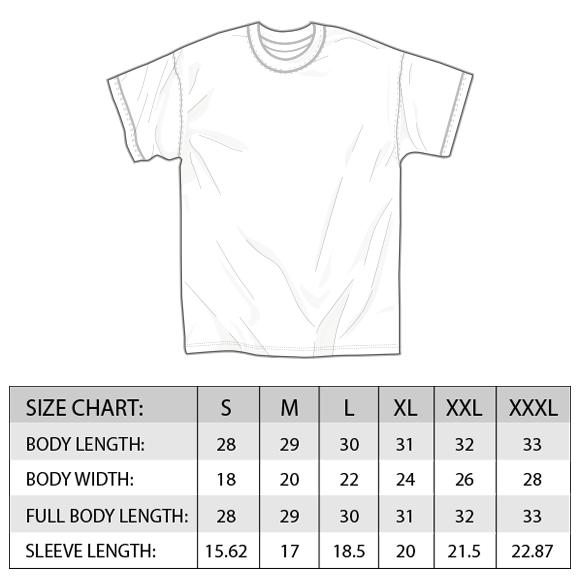 SIZE CHART: S M L XL XXL XXXL
BODY LENGTH: 28 29 30 31 32 33
BODY WIDTH: 18 20 22 24 26 28
FULL BODY LENGTH: 28 29 30 31 32 33
SLEEVE LENGTH: 15.62 17 18.5 20 21.5 22.87